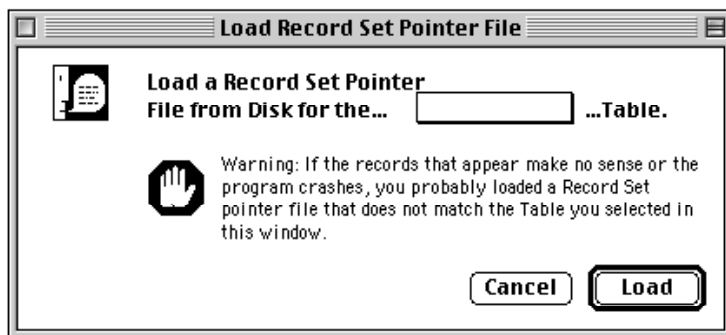 Load Record Set Pointer File
Load a Record Set Pointer
File from Disk for the... ...Table.
Warning: If the records that appear make no sense or the
program crashes, you probably loaded a Record Set
pointer file that does not match the Table you selected in
this window.
Cancel Load